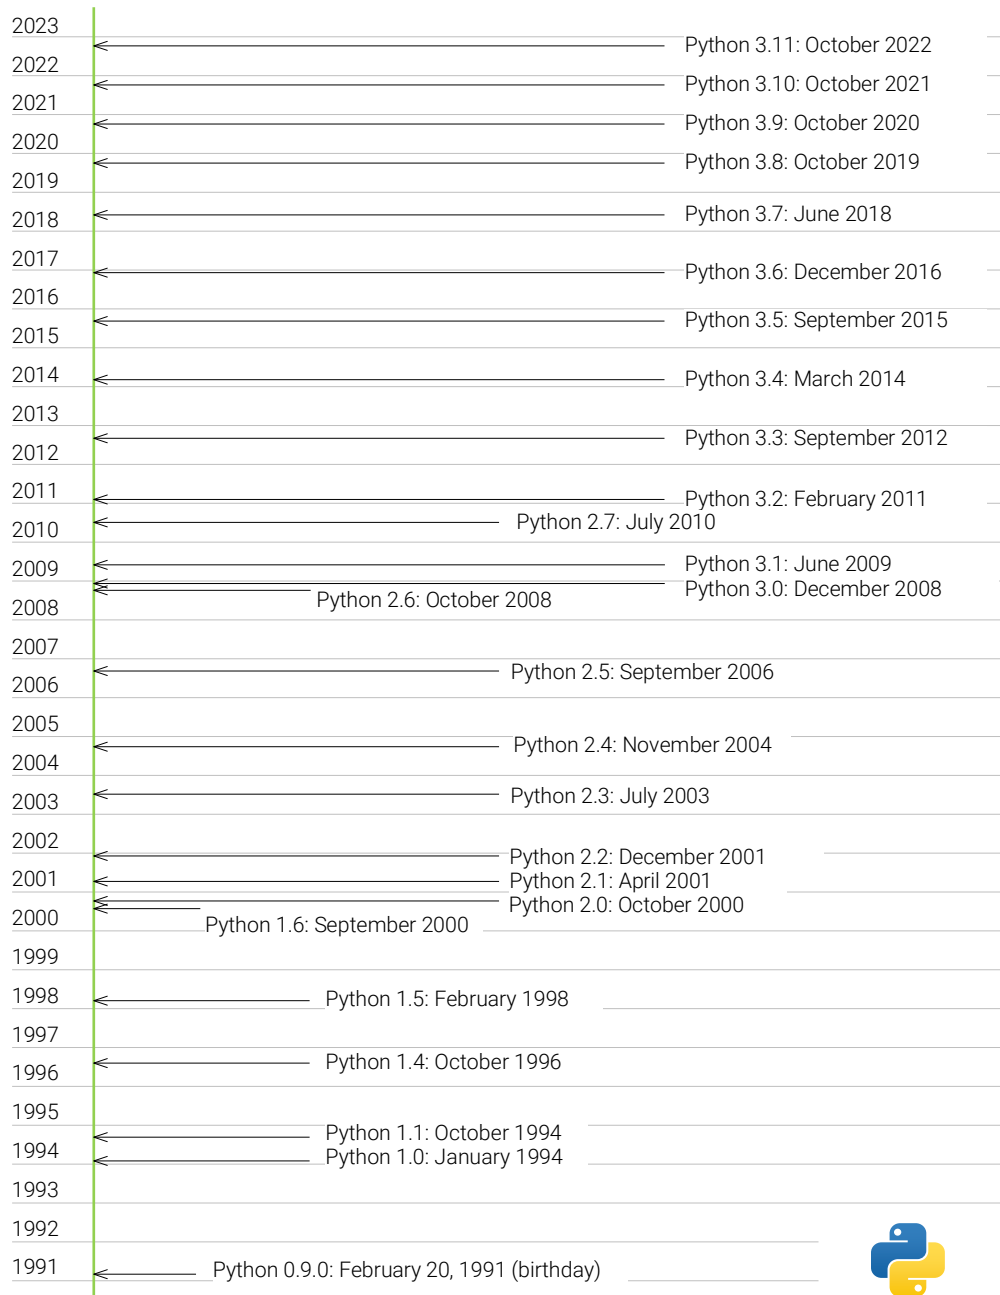 2023
Python 3.11: October 2022
2022
Python 3.10: October 2021
2021
Python 3.9: October 2020
2020
Python 3.8: October 2019
2019
Python 3.7: June 2018
2018
2017
Python 3.6: December 2016
2016
Python 3.5: September 2015
2015
2014
Python 3.4: March 2014
2013
Python 3.3: September 2012
2012
2011
Python 3.2: February 2011
Python 2.7: July 2010
2010
Python 3.1: June 2009
2009
Python 3.0: December 2008
Python 2.6: October 2008
2008
2007
Python 2.5: September 2006
2006
2005
Python 2.4: November 2004
2004
Python 2.3: July 2003
2003
2002
Python 2.2: December 2001
2001
Python 2.1: April 2001
Python 2.0: October 2000
2000
Python 1.6: September 2000
1999
1998
Python 1.5: February 1998
1997
Python 1.4: October 1996
1996
1995
Python 1.1: October 1994
1994
Python 1.0: January 1994
1993
1992
1991
Python 0.9.0: February 20, 1991 (birthday)